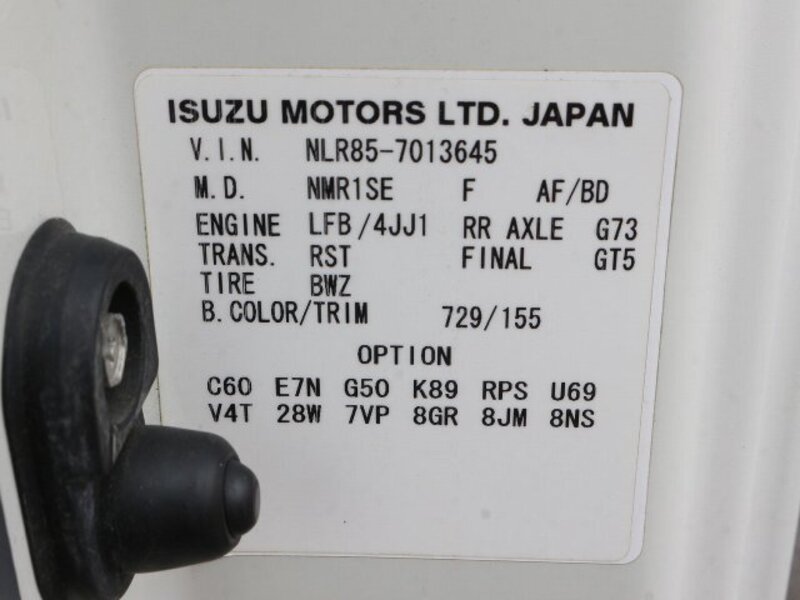 ISUZU MOTORS LTD. JAPAN
V.I.N. NLR85-7013645
M.D. NMR1SE F AF/BD
ENGINE LFB/4JJ1 RR AXLE G73
TRANS. RST FINAL GT5
TIRE BWZ
B.COLOR/TRIM 729/155
OPTION
C60 E7N G50 K89 RPS U69
V4T 28W 7VP 8GR 8JM 8NS